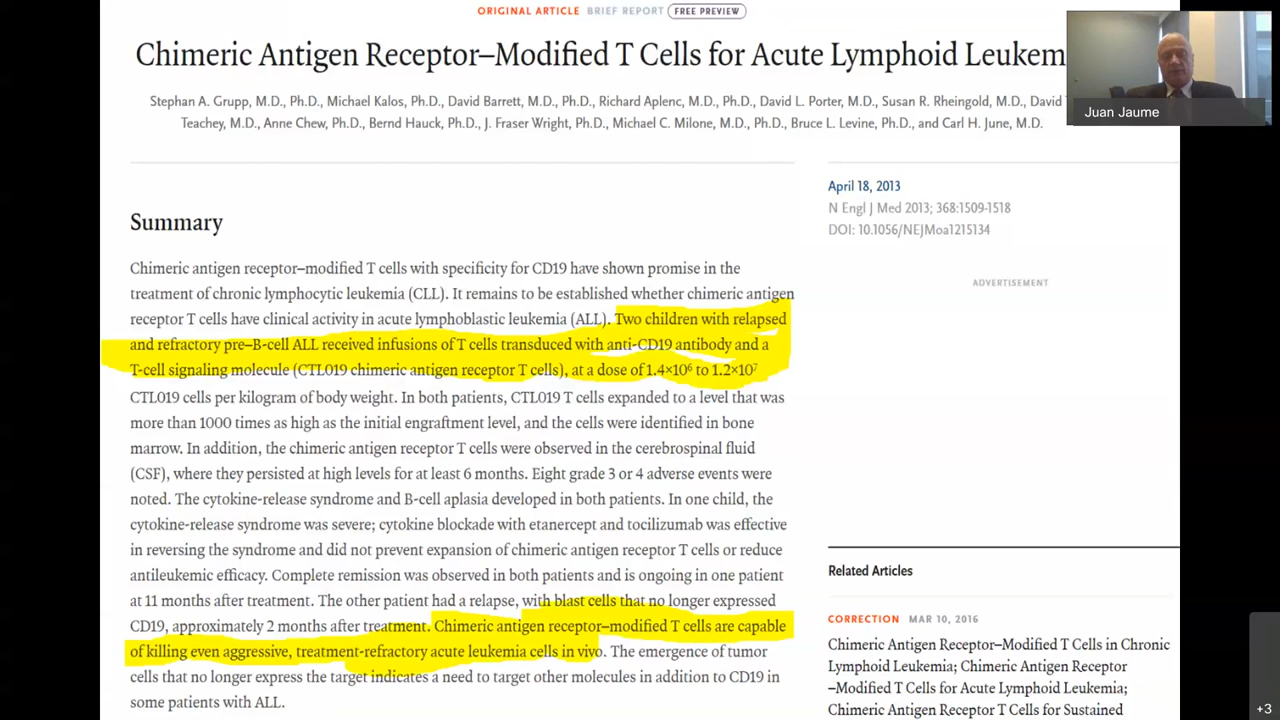 ORIGINAL ARTICLE BRIEF REPORT FREE PREVIEW
Chimeric Antigen Receptor–Modified T Cells for Acute Lymphoid Leukem
Stephan A. Grupp, M.D., Ph.D., Michael Kalos, Ph.D., David Barrett, M.D., Ph.D., Richard Aplenc, M.D., Ph.D., David L. Porter, M.D., Susan R. Rheingold, M.D., David
Teachey, M.D., Anne Chew, Ph.D., Bernd Hauck, Ph.D., J. Fraser Wright, Ph.D., Michael C. Milone, M.D., Ph.D., Bruce L. Levine, Ph.D., and Carl H. June, M.D.
Juan Jaume
Summary
Chimeric antigen receptor–modified T cells with specificity for CD19 have shown promise in the
treatment of chronic lymphocytic leukemia (CLL). It remains to be established whether chimeric antigen
receptor T cells have clinical activity in acute lymphoblastic leukemia (ALL). Two children with relapsed
and refractory pre–B-cell ALL received infusions of T cells transduced with anti-CD19 antibody and a
T-cell signaling molecule (CTL019 chimeric antigen receptor T cells), at a dose of 1.4×10⁶ to 1.2×10⁷
CTL019 cells per kilogram of body weight. In both patients, CTL019 T cells expanded to a level that was
more than 1000 times as high as the initial engraftment level, and the cells were identified in bone
marrow. In addition, the chimeric antigen receptor T cells were observed in the cerebrospinal fluid
(CSF), where they persisted at high levels for at least 6 months. Eight grade 3 or 4 adverse events were
noted. The cytokine-release syndrome and B-cell aplasia developed in both patients. In one child, the
cytokine-release syndrome was severe; cytokine blockade with etanercept and tocilizumab was effective
in reversing the syndrome and did not prevent expansion of chimeric antigen receptor T cells or reduce
antileukemic efficacy. Complete remission was observed in both patients and is ongoing in one patient
at 11 months after treatment. The other patient had a relapse, with blast cells that no longer expressed
CD19, approximately 2 months after treatment. Chimeric antigen receptor–modified T cells are capable
of killing even aggressive, treatment-refractory acute leukemia cells in vivo. The emergence of tumor
cells that no longer express the target indicates a need to target other molecules in addition to CD19 in
some patients with ALL.
April 18, 2013
N Engl J Med 2013; 368:1509-1518
DOI: 10.1056/NEJMoa1215134
ADVERTISEMENT
Related Articles
CORRECTION MAR 10, 2016
Chimeric Antigen Receptor–Modified T Cells in Chronic
Lymphoid Leukemia; Chimeric Antigen Receptor
–Modified T Cells for Acute Lymphoid Leukemia;
Chimeric Antigen Receptor T Cells for Sustained
+3